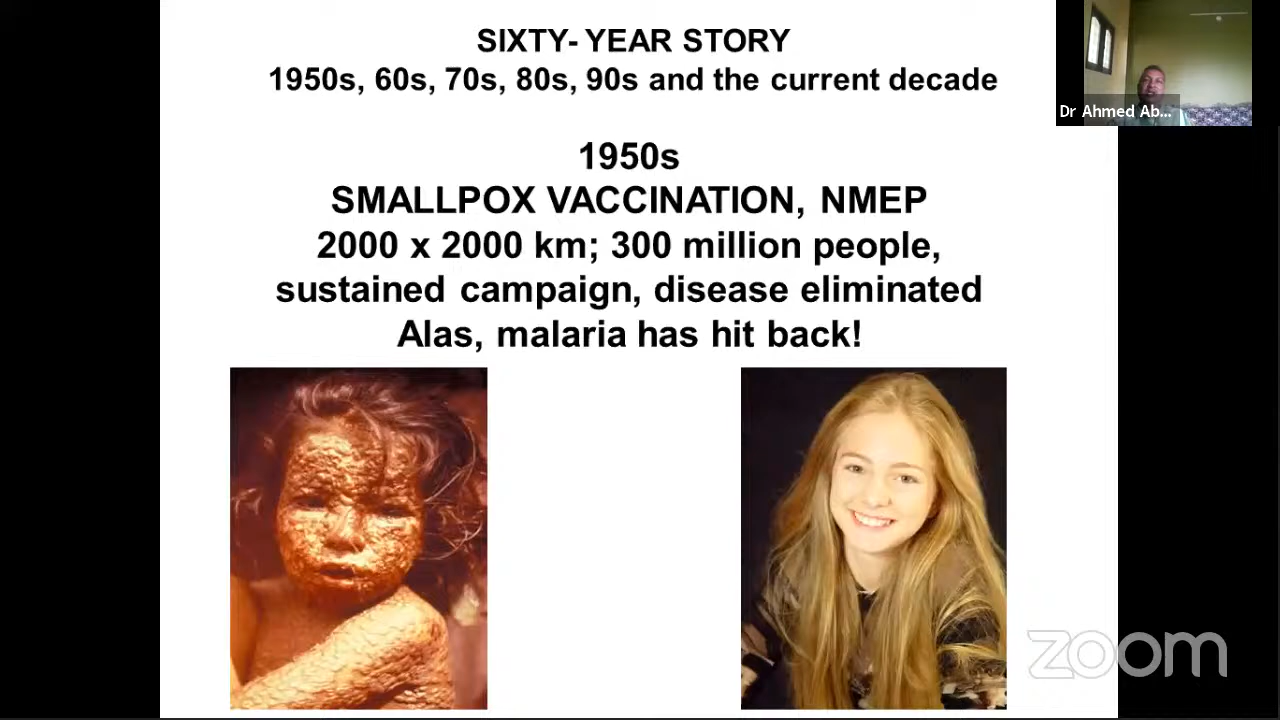 SIXTY- YEAR STORY
1950s, 60s, 70s, 80s, 90s and the current decade
1950s
SMALLPOX VACCINATION, NMEP
2000 x 2000 km; 300 million people,
sustained campaign, disease eliminated
Alas, malaria has hit back!
Dr Ahmed Ab...
zoom